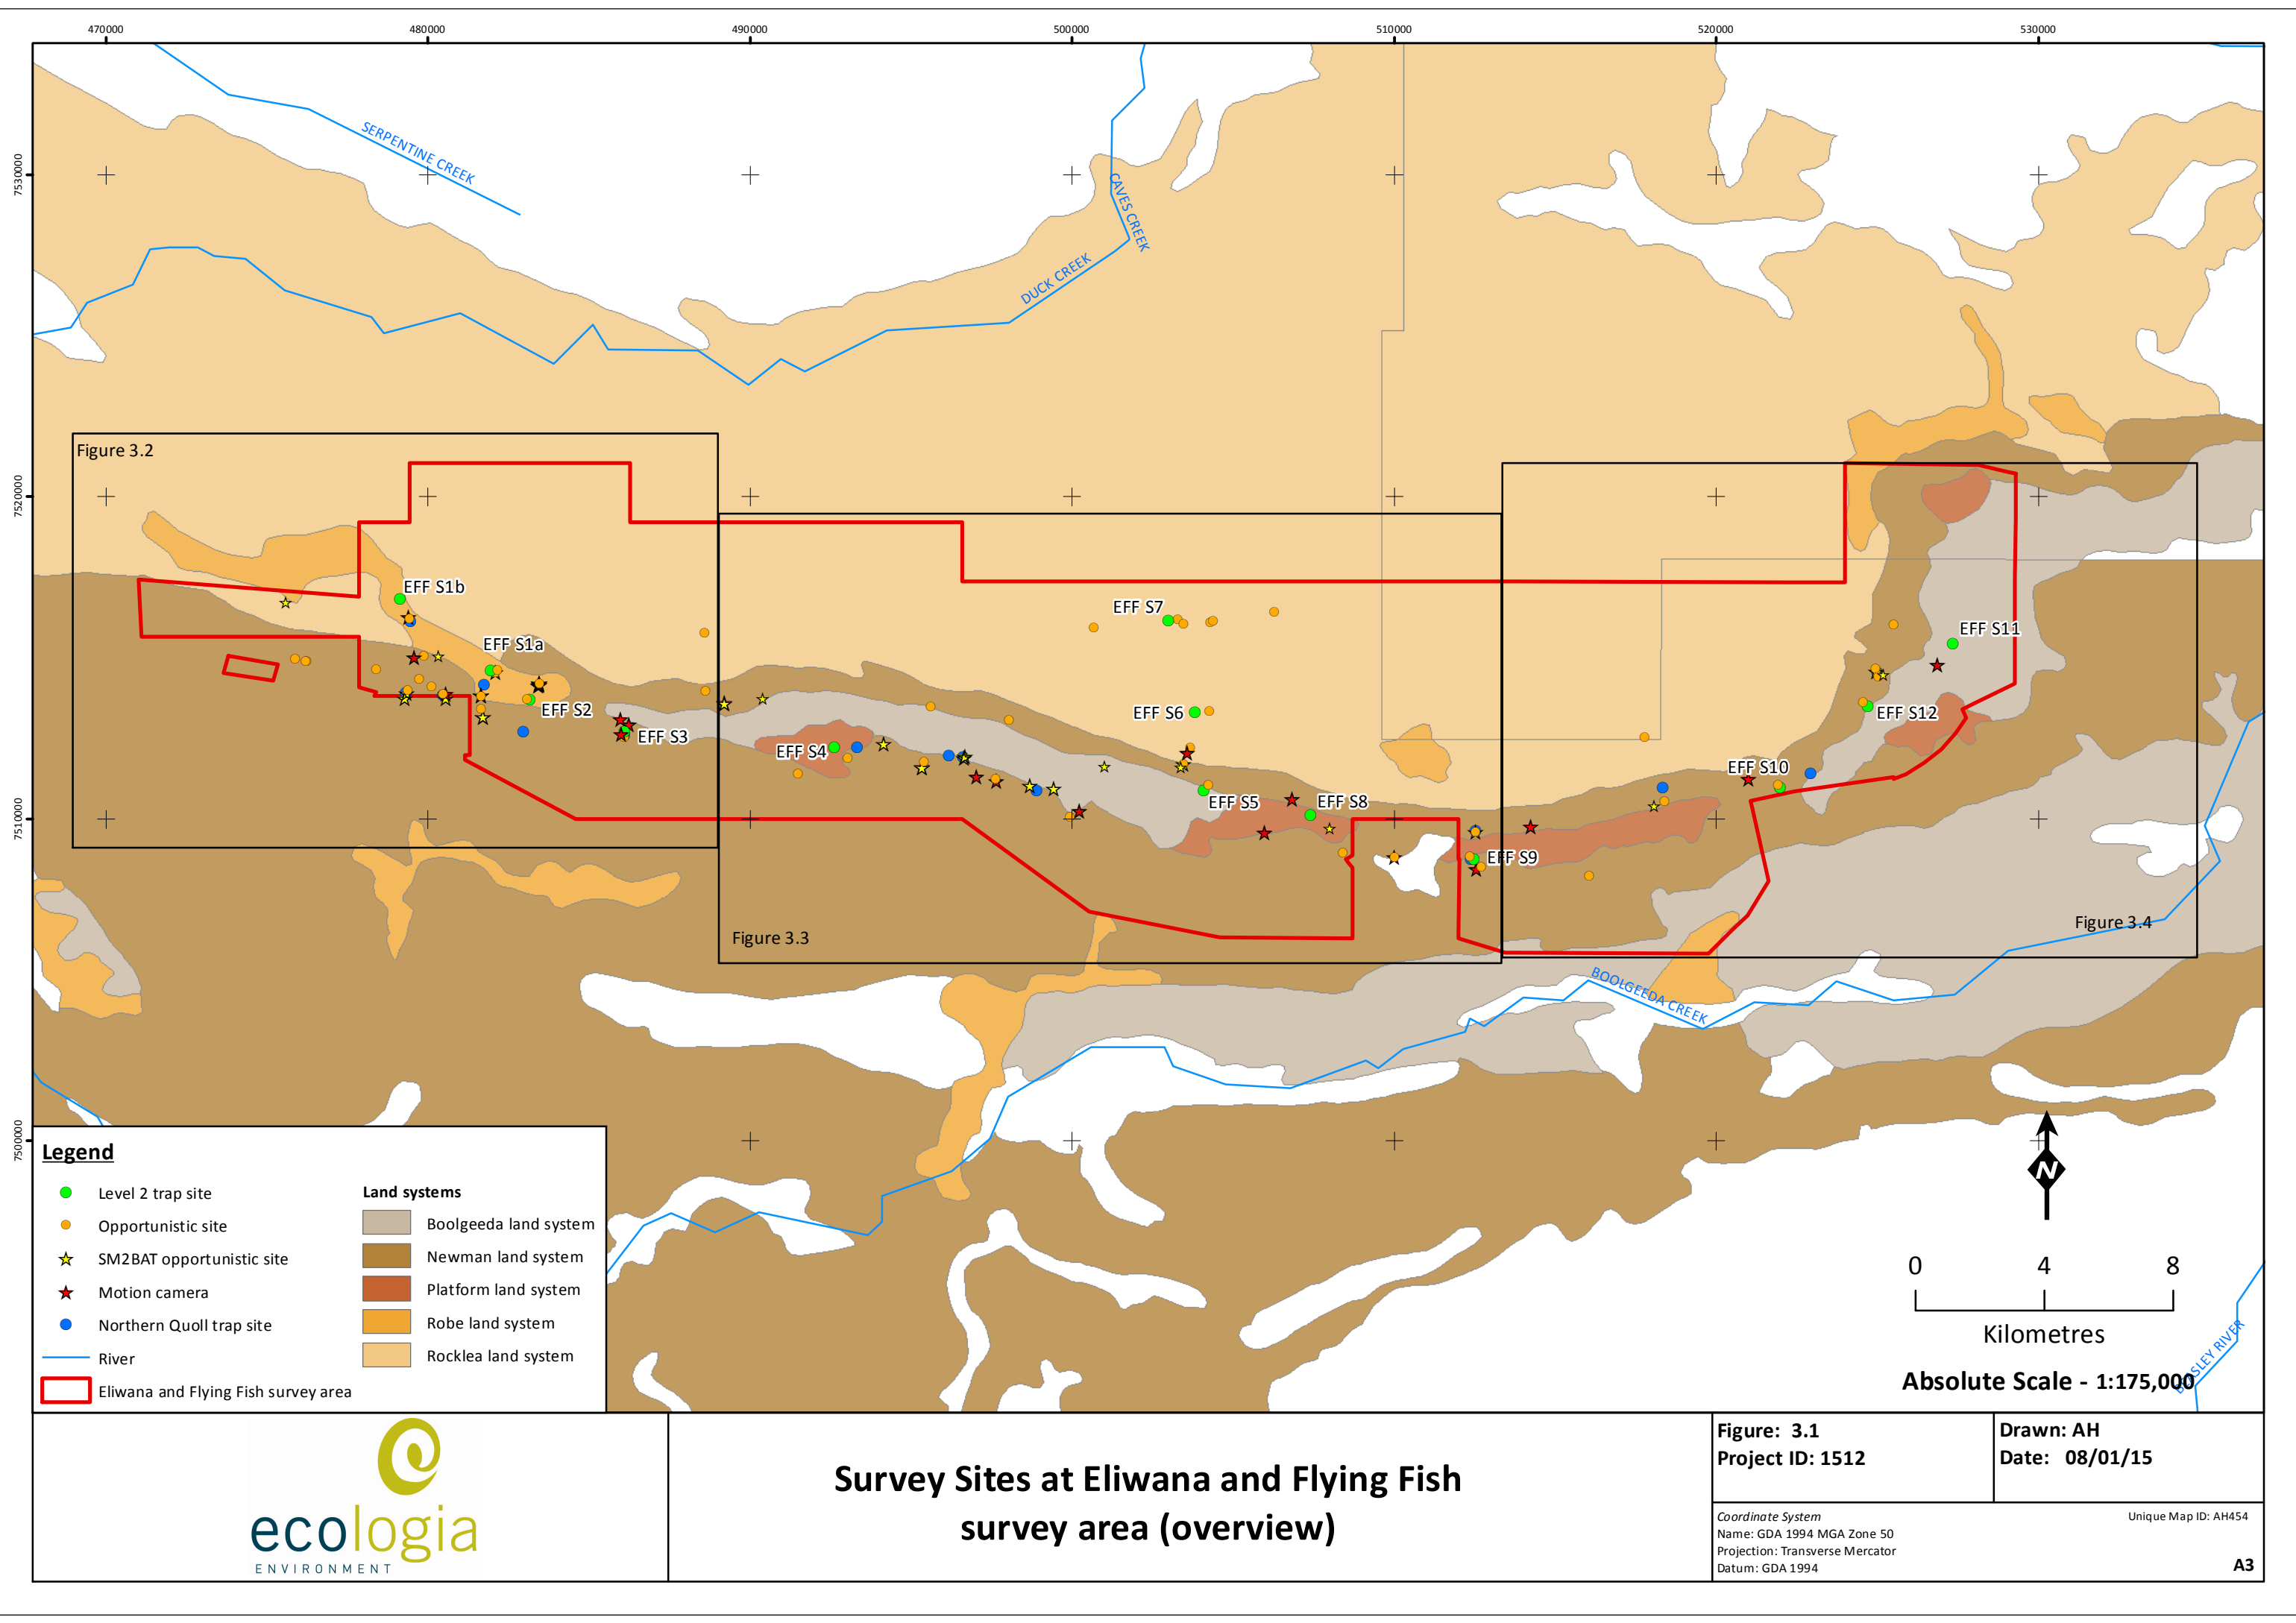 470000
480000
490000
500000
510000
520000
530000
7530000
7520000
7510000
7500000
SERPENTINE CREEK
CAVES CREEK
DUCK CREEK
Figure 3.2
EFF S1b
EFF S1a
EFF S2
EFF S3
EFF S7
EFF S6
EFF S4
EFF S5
EFF S8
EFF S9
EFF S10
EFF S11
EFF S12
Figure 3.3
Figure 3.4
BOOLGEEDA CREEK
Legend
Level 2 trap site
Opportunistic site
SM2BAT opportunistic site
Motion camera
Northern Quoll trap site
River
Eliwana and Flying Fish survey area
Land systems
Boolgeeda land system
Newman land system
Platform land system
Robe land system
Rocklea land system
N
0 4 8
Kilometres
Absolute Scale - 1:175,000
RIVER
ecologia
ENVIRONMENT
Survey Sites at Eliwana and Flying Fish
survey area (overview)
Figure: 3.1
Project ID: 1512
Drawn: AH
Date: 08/01/15
Coordinate System
Name: GDA 1994 MGA Zone 50
Projection: Transverse Mercator
Datum: GDA 1994
Unique Map ID: AH454
A3